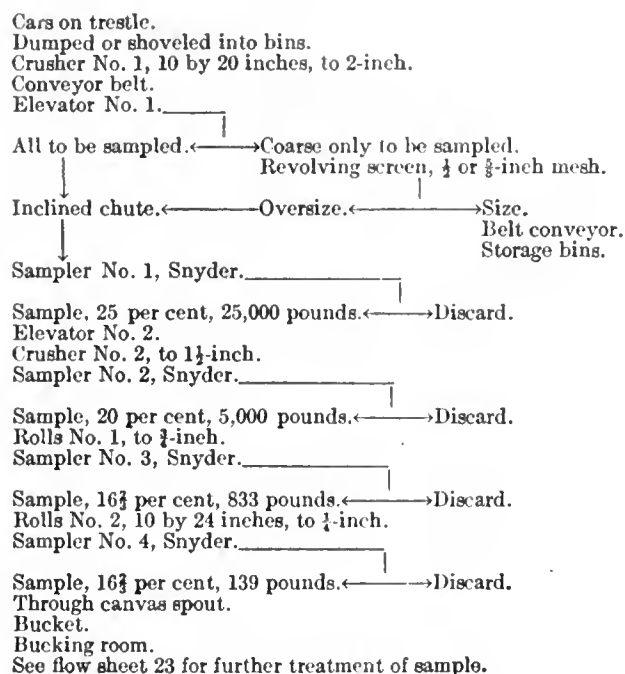 Cars on trestle.
Dumped or shoveled into bins.
Crusher No. 1, 10 by 20 inches, to 2-inch.
Conveyor belt.
Elevator No. 1.
All to be sampled.←——→Coarse only to be sampled.
Revolving screen, ½ or ⅝-inch mesh.
Inclined chute.←——Oversize.←——→Size.
Belt conveyor.
Storage bins.
Sampler No. 1, Snyder.
Sample, 25 per cent, 25,000 pounds.←——→Discard.
Elevator No. 2.
Crusher No. 2, to 1½-inch.
Sampler No. 2, Snyder.
Sample, 20 per cent, 5,000 pounds.←——→Discard.
Rolls No. 1, to ¾-inch.
Sampler No. 3, Snyder.
Sample, 16⅔ per cent, 833 pounds.←——→Discard.
Rolls No. 2, 10 by 24 inches, to ¼-inch.
Sampler No. 4, Snyder.
Sample, 16⅔ per cent, 139 pounds.←——→Discard.
Through canvas spout.
Bucket.
Bucking room.
See flow sheet 23 for further treatment of sample.